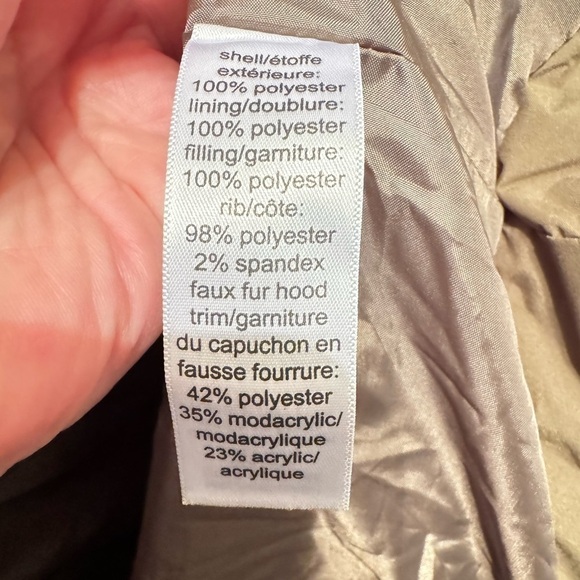 shell/étoffe
extérieure:
100% polyester
lining/doublure:
100% polyester
filling/garniture:
100% polyester
rib/côte:
98% polyester
2% spandex
faux fur hood
trim/garniture
du capuchon en
fausse fourrure:
42% polyester
35% modacrylic/
modacrylique
23% acrylic/
acrylique